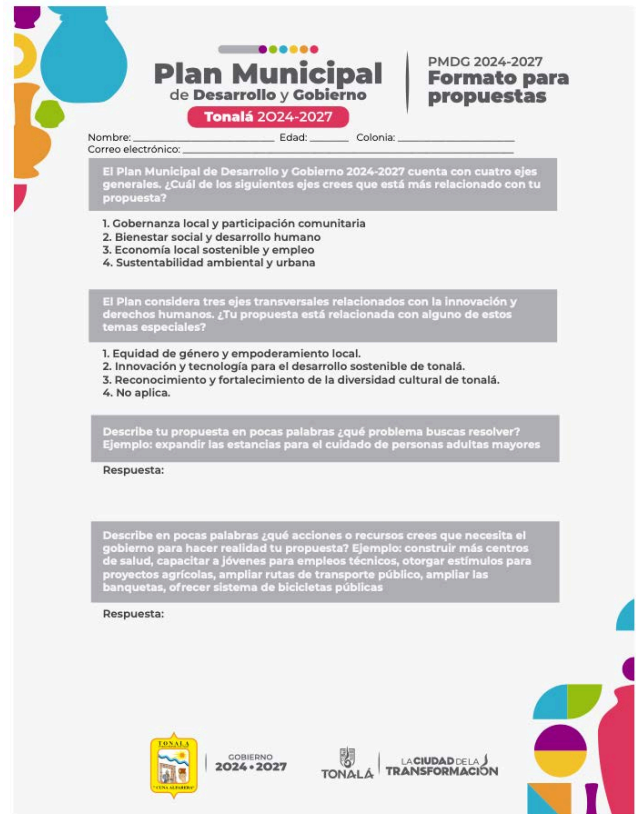 Plan Municipal
de Desarrollo y Gobierno
Tonalá 2024-2027
PMDG 2024-2027
Formato para
propuestas
Nombre: ____________________ Edad: ______ Colonia: ________________
Correo electrónico: ________________________________________________
El Plan Municipal de Desarrollo y Gobierno 2024-2027 cuenta con cuatro ejes
generales. ¿Cuál de los siguientes ejes crees que está más relacionado con tu
propuesta?
1. Gobernanza local y participación comunitaria
2. Bienestar social y desarrollo humano
3. Economía local sostenible y empleo
4. Sustentabilidad ambiental y urbana
El Plan considera tres ejes transversales relacionados con la innovación y
derechos humanos. ¿Tu propuesta está relacionada con alguno de estos
temas especiales?
1. Equidad de género y empoderamiento local.
2. Innovación y tecnología para el desarrollo sostenible de tonalá.
3. Reconocimiento y fortalecimiento de la diversidad cultural de tonalá.
4. No aplica.
Describe tu propuesta en pocas palabras ¿qué problema buscas resolver?
Ejemplo: expandir las estancias para el cuidado de personas adultas mayores
Respuesta:
Describe en pocas palabras ¿qué acciones o recursos crees que necesita el
gobierno para hacer realidad tu propuesta? Ejemplo: construir más centros
de salud, capacitar a jóvenes para empleos técnicos, otorgar estímulos para
proyectos agrícolas, ampliar rutas de transporte público, ampliar las
banquetas, ofrecer sistema de bicicletas públicas
Respuesta:
TONALA
"CUNA ALFARERA"
GOBIERNO
2024•2027
TONALÁ
LA CIUDAD DE LA
TRANSFORMACIÓN